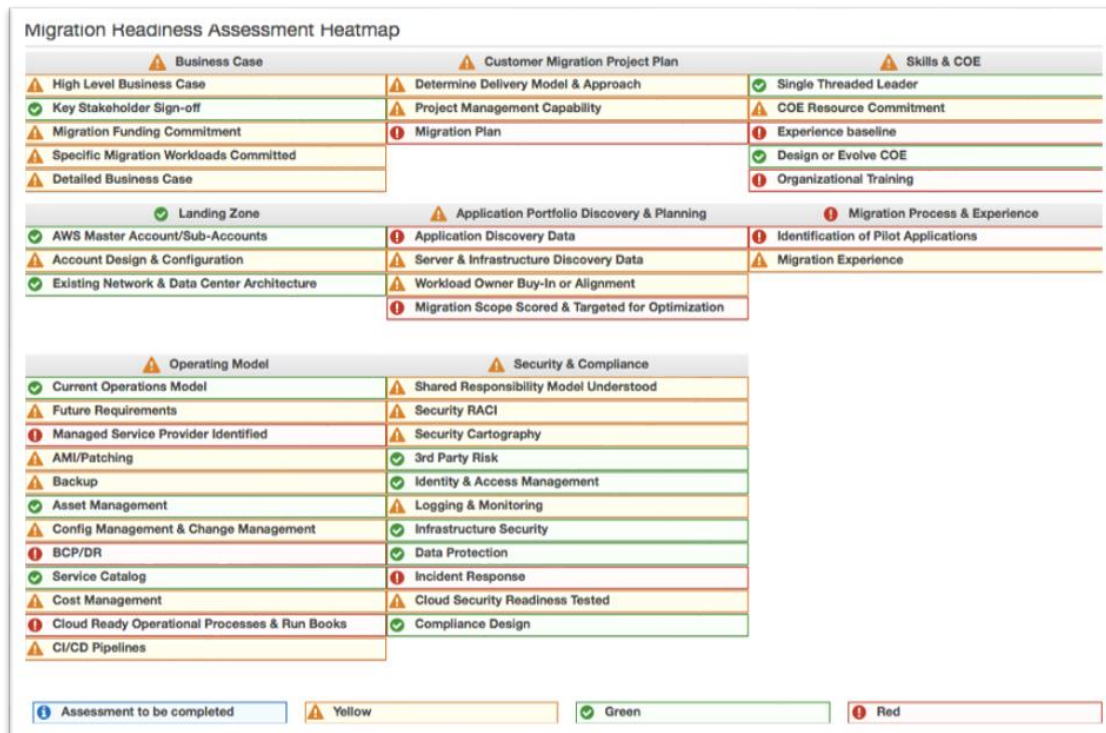 Migration Readiness Assessment Heatmap
Business Case
High Level Business Case
Key Stakeholder Sign-off
Migration Funding Commitment
Specific Migration Workloads Committed
Detailed Business Case
Customer Migration Project Plan
Determine Delivery Model & Approach
Project Management Capability
Migration Plan
Skills & COE
Single Threaded Leader
COE Resource Commitment
Experience baseline
Design or Evolve COE
Organizational Training
Landing Zone
AWS Master Account/Sub-Accounts
Account Design & Configuration
Existing Network & Data Center Architecture
Application Portfolio Discovery & Planning
Application Discovery Data
Server & Infrastructure Discovery Data
Workload Owner Buy-In or Alignment
Migration Scope Scored & Targeted for Optimization
Migration Process & Experience
Identification of Pilot Applications
Migration Experience
Operating Model
Current Operations Model
Future Requirements
Managed Service Provider Identified
AMI/Patching
Backup
Asset Management
Config Management & Change Management
BCP/DR
Service Catalog
Cost Management
Cloud Ready Operational Processes & Run Books
CI/CD Pipelines
Security & Compliance
Shared Responsibility Model Understood
Security RACI
Security Cartography
3rd Party Risk
Identity & Access Management
Logging & Monitoring
Infrastructure Security
Data Protection
Incident Response
Cloud Security Readiness Tested
Compliance Design
Assessment to be completed
Yellow
Green
Red